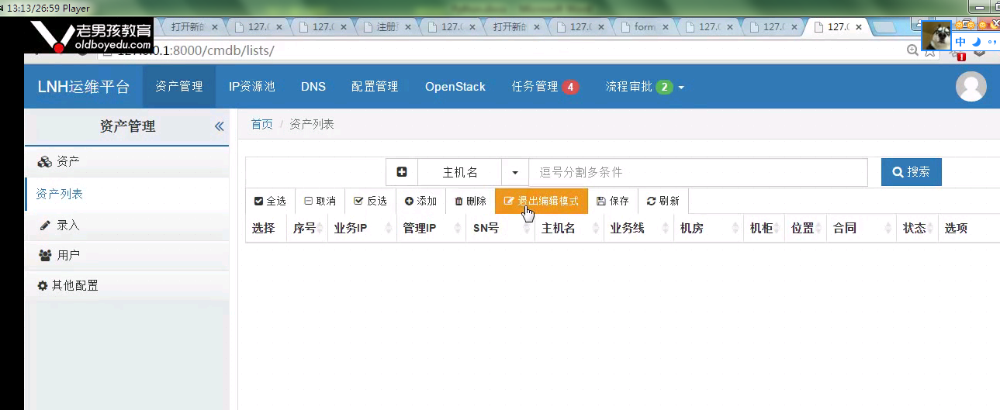 13:13/26:59 Player
老男孩教育
oldboyedu.com
打开新的 127.( 127.( 注册 127.( 打开新的 127.( form 127.( 127.( 127.(
中
127.0.0.1:8000/cmdb/lists/
LNH运维平台 资产管理 IP资源池 DNS 配置管理 OpenStack 任务管理 4 流程审批 2
资产管理
首页 / 资产列表
资产
资产列表
录入
用户
其他配置
主机名 逗号分割多条件 搜索
全选 取消 反选 添加 删除 退出编辑模式 保存 刷新
选择 序号 业务IP 管理IP SN号 主机名 业务线 机房 机柜 位置 合同 状态 选项